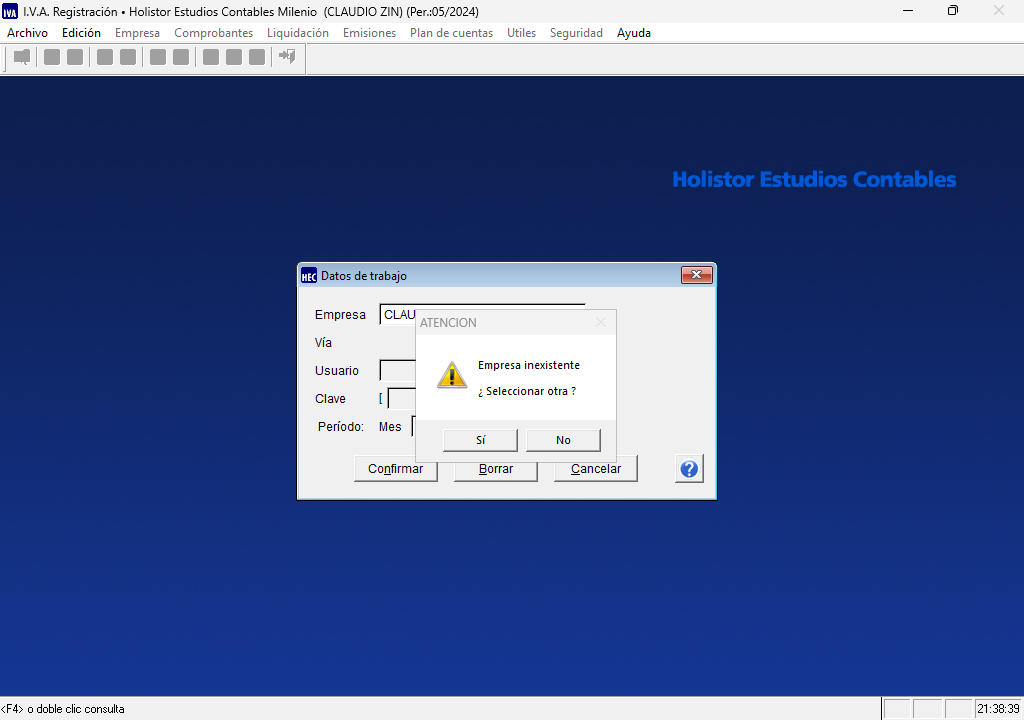 IVA I.V.A. Registración • Holistor Estudios Contables Milenio (CLAUDIO ZIN) (Per.:05/2024)
Archivo Edición Empresa Comprobantes Liquidación Emisiones Plan de cuentas Utiles Seguridad Ayuda
Holistor Estudios Contables
HEC Datos de trabajo
Empresa CLAU
Vía
Usuario
Clave [
Período: Mes
ATENCION
Empresa inexistente
¿ Seleccionar otra ?
Sí No
Confirmar Borrar Cancelar ?
<F4> o doble clic consulta 21:38:39